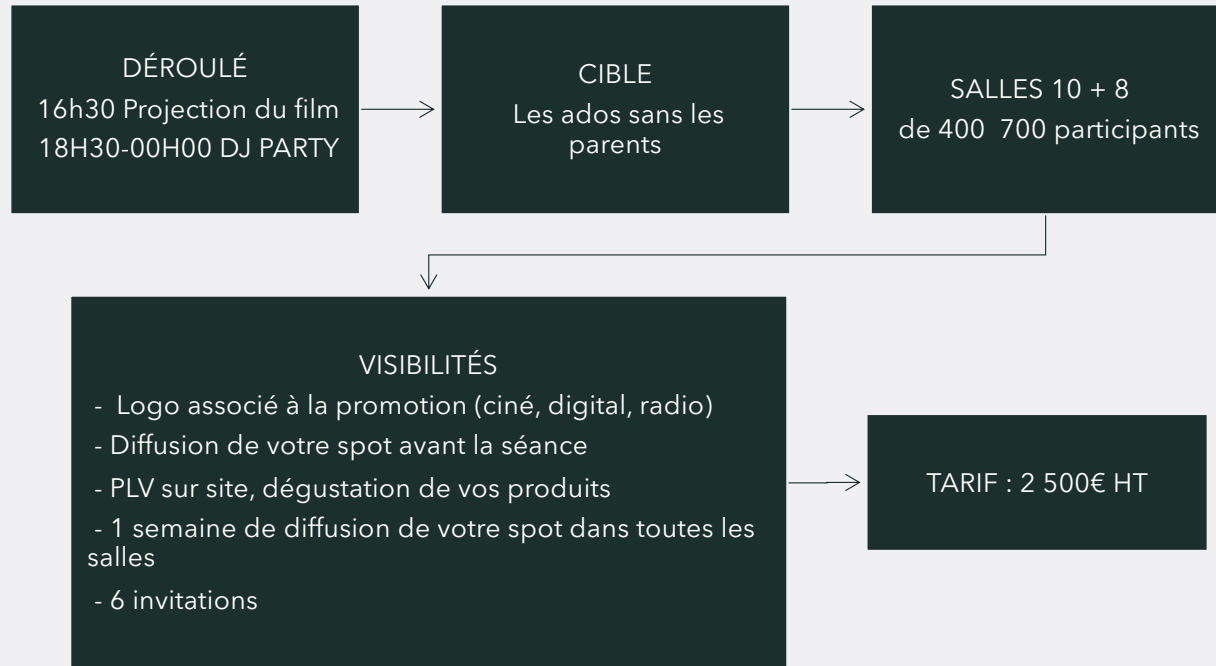 DÉROULÉ
16h30 Projection du film
18H30-00H00 DJ PARTY
CIBLE
Les ados sans les
parents
SALLES 10 + 8
de 400  700 participants
VISIBILITÉS
-  Logo associé à la promotion (ciné, digital, radio)
- Diffusion de votre spot avant la séance
- PLV sur site, dégustation de vos produits
- 1 semaine de diffusion de votre spot dans toutes les
salles
- 6 invitations
TARIF : 2 500€ HT